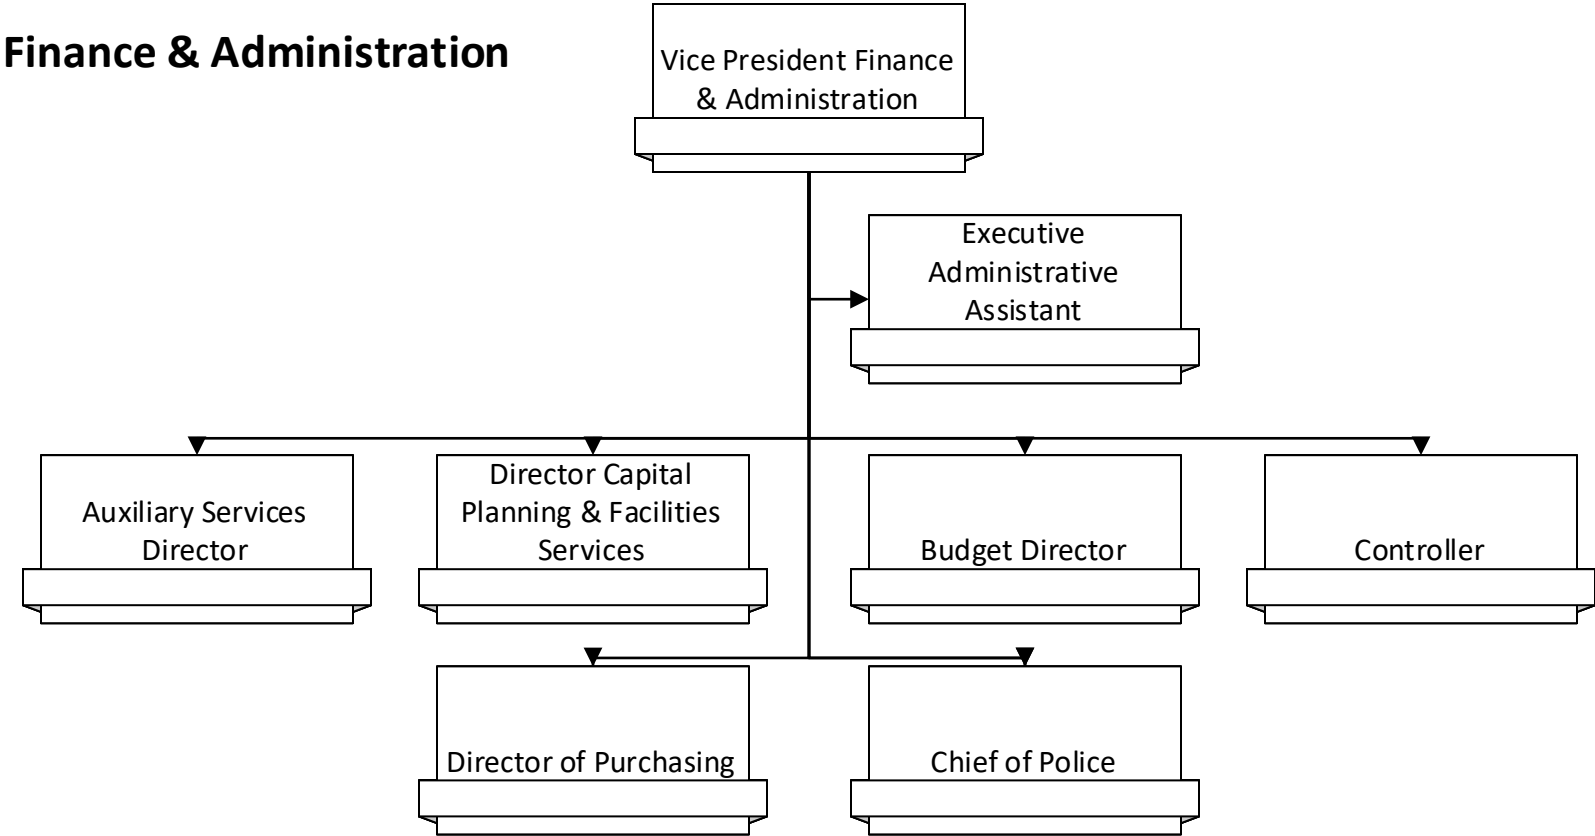 Finance & Administration
Vice President Finance
& Administration
Executive
Administrative
Assistant
Auxiliary Services
Director
Director Capital
Planning & Facilities
Services
Budget Director
Controller
Director of Purchasing
Chief of Police